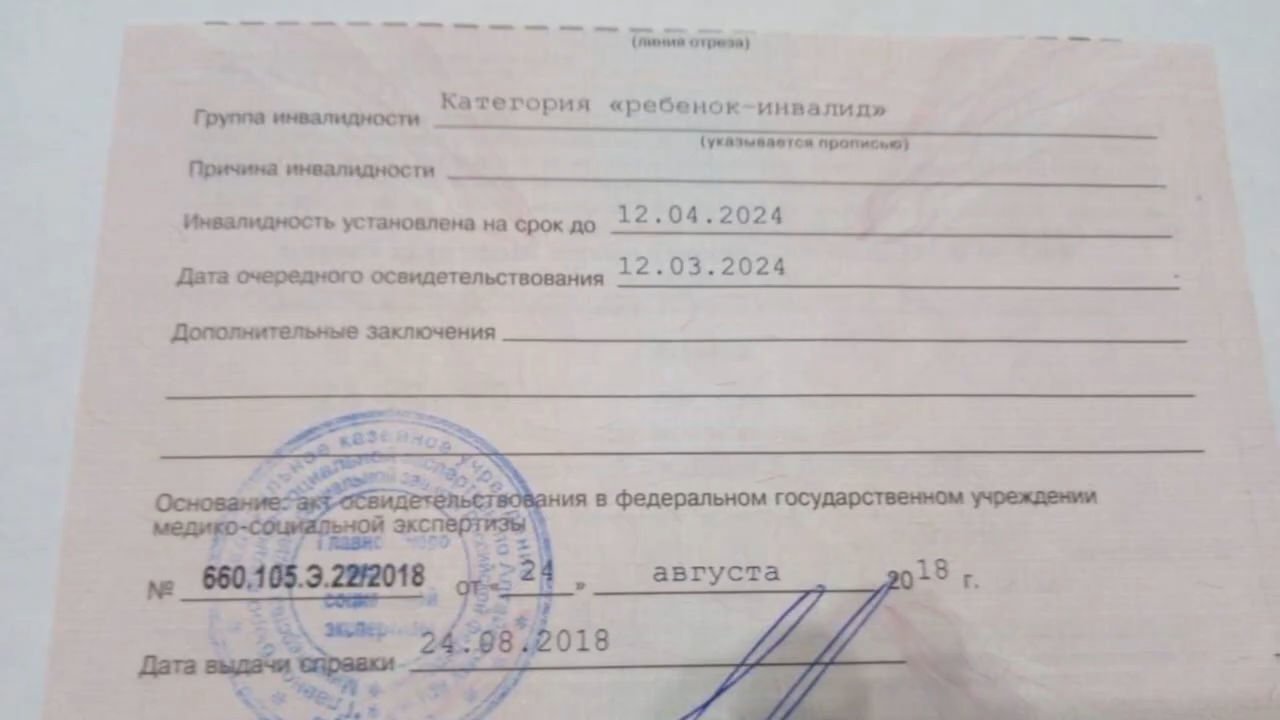 (линия отреза)
Группа инвалидности Категория «ребенок-инвалид»
(указывается прописью)
Причина инвалидности
Инвалидность установлена на срок до 12.04.2024
Дата очередного освидетельствования 12.03.2024
Дополнительные заключения
Основание: акт освидетельствования в федеральном государственном учреждении
медико-социальной экспертизы
№ 660.105.Э.22/2018 от « 24 » августа 2018 г.
Дата выдачи справки 24.08.2018
казенное